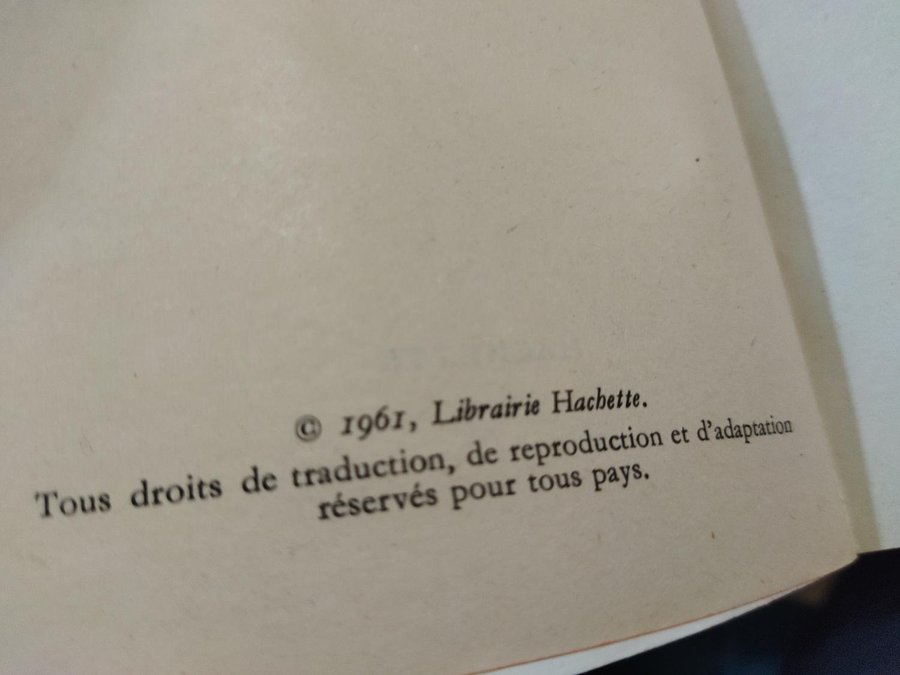 © 1961, Librairie Hachette.
Tous droits de traduction, de reproduction et d'adaptation
réservés pour tous pays.